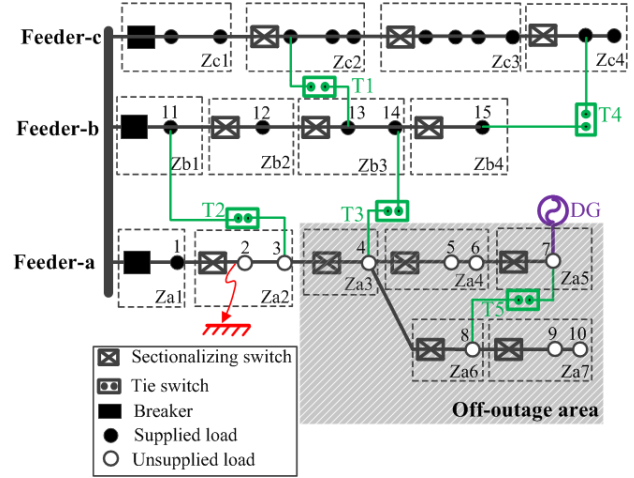 Feeder-c
Zc1
Zc2
Zc3
Zc4
T1
T4
Feeder-b
11
12
13
14
15
Zb1
Zb2
Zb3
Zb4
T2
T3
DG
Feeder-a
1
2
3
4
5
6
7
Za1
Za2
Za3
Za4
Za5
T5
8
9
10
Za6
Za7
Off-outage area
Sectionalizing switch
Tie switch
Breaker
Supplied load
Unsupplied load